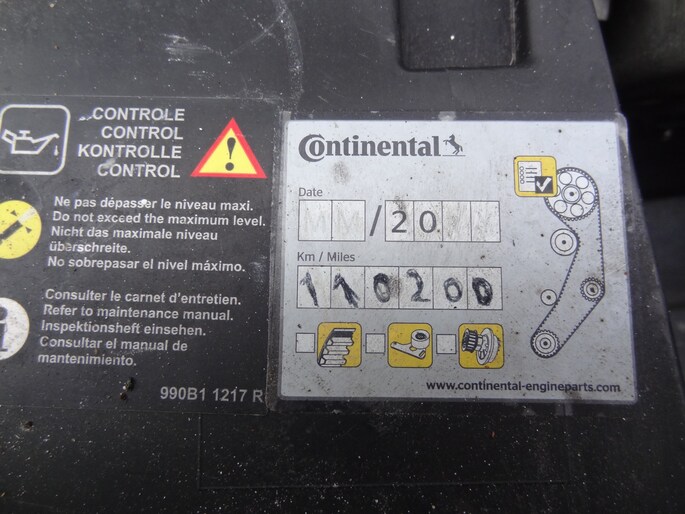 CONTROLE
CONTROL
KONTROLLE
CONTROL
Ne pas dépasser le niveau maxi.
Do not exceed the maximum level.
Nicht das maximale niveau
überschreite.
No sobrepasar el nivel máximo.
Consulter le carnet d'entretien.
Refer to maintenance manual.
Inspektionsheft einsehen.
Consultar el manual de
mantenimiento.
990B1 1217 R
Continental
Date
MM/20YY
Km / Miles
110200
www.continental-engineparts.com